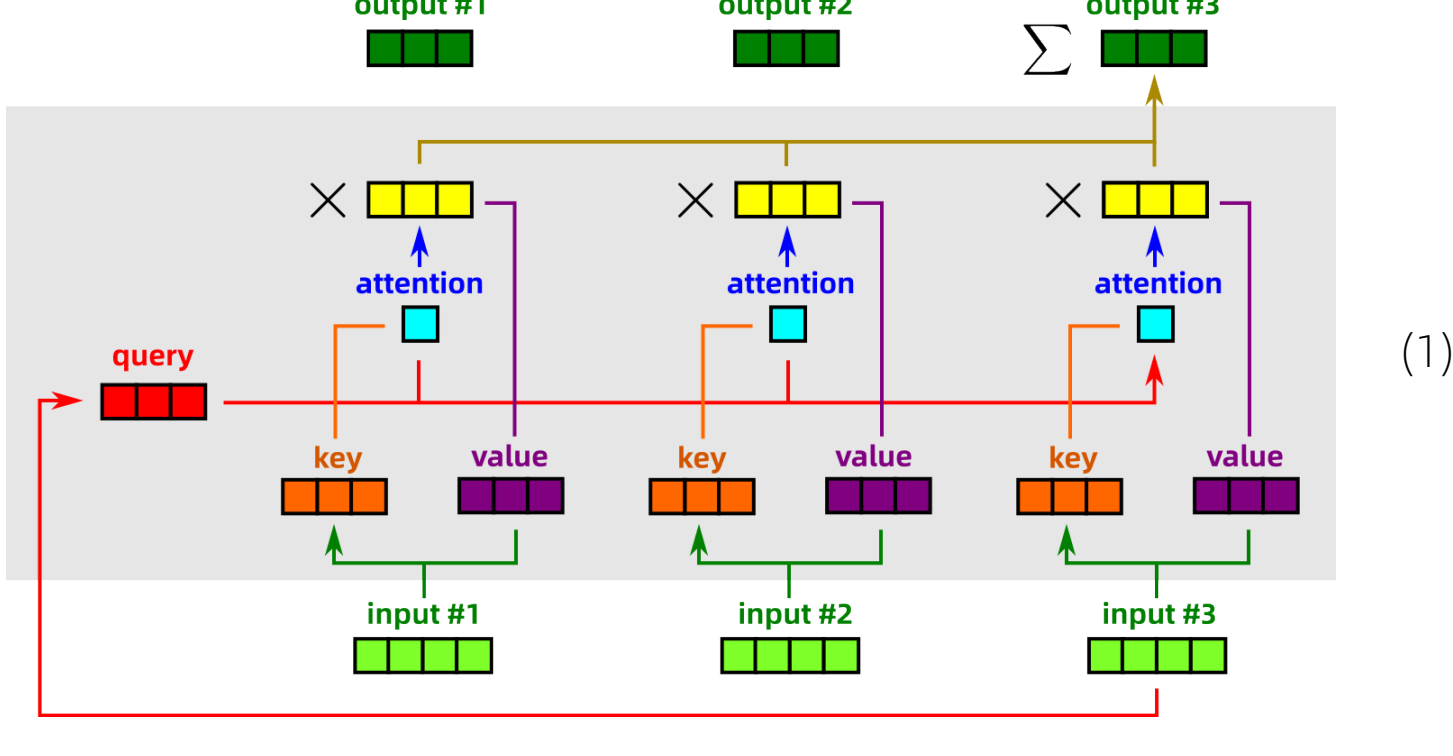 output #1 output #2 output #3
∑
× × ×
attention attention attention
query
(1)
key value key value key value
input #1 input #2 input #3